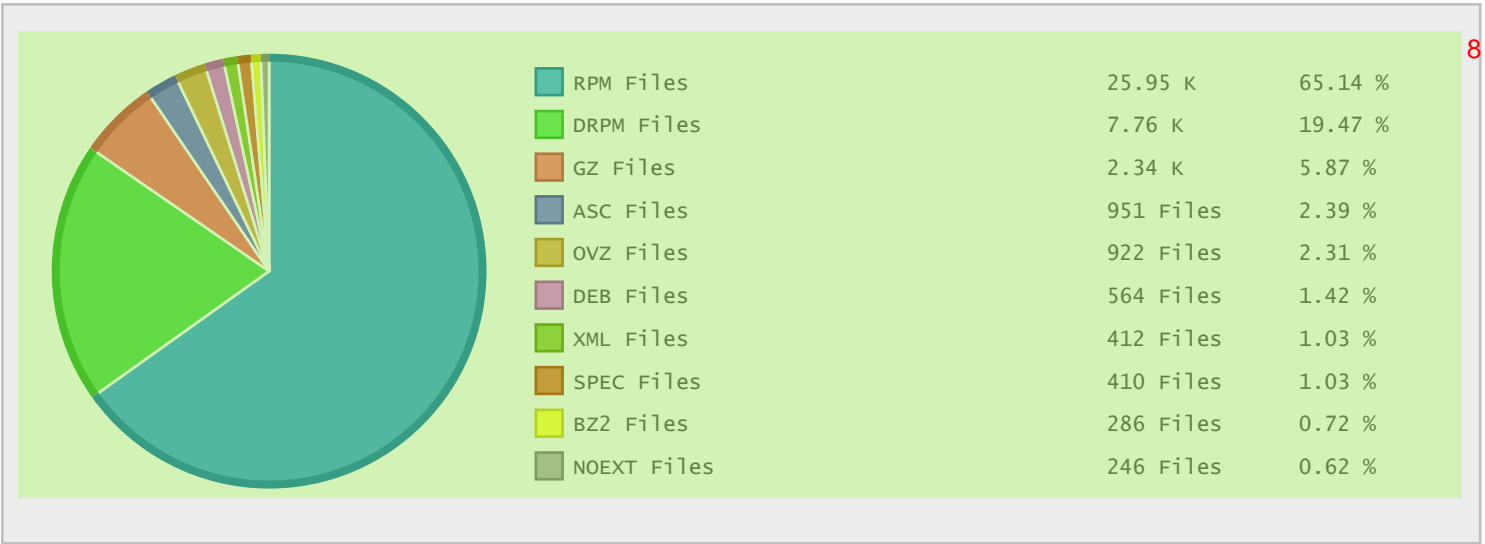 8
RPM Files 25.95 K 65.14 %
DRPM Files 7.76 K 19.47 %
GZ Files 2.34 K 5.87 %
ASC Files 951 Files 2.39 %
OVZ Files 922 Files 2.31 %
DEB Files 564 Files 1.42 %
XML Files 412 Files 1.03 %
SPEC Files 410 Files 1.03 %
BZ2 Files 286 Files 0.72 %
NOEXT Files 246 Files 0.62 %